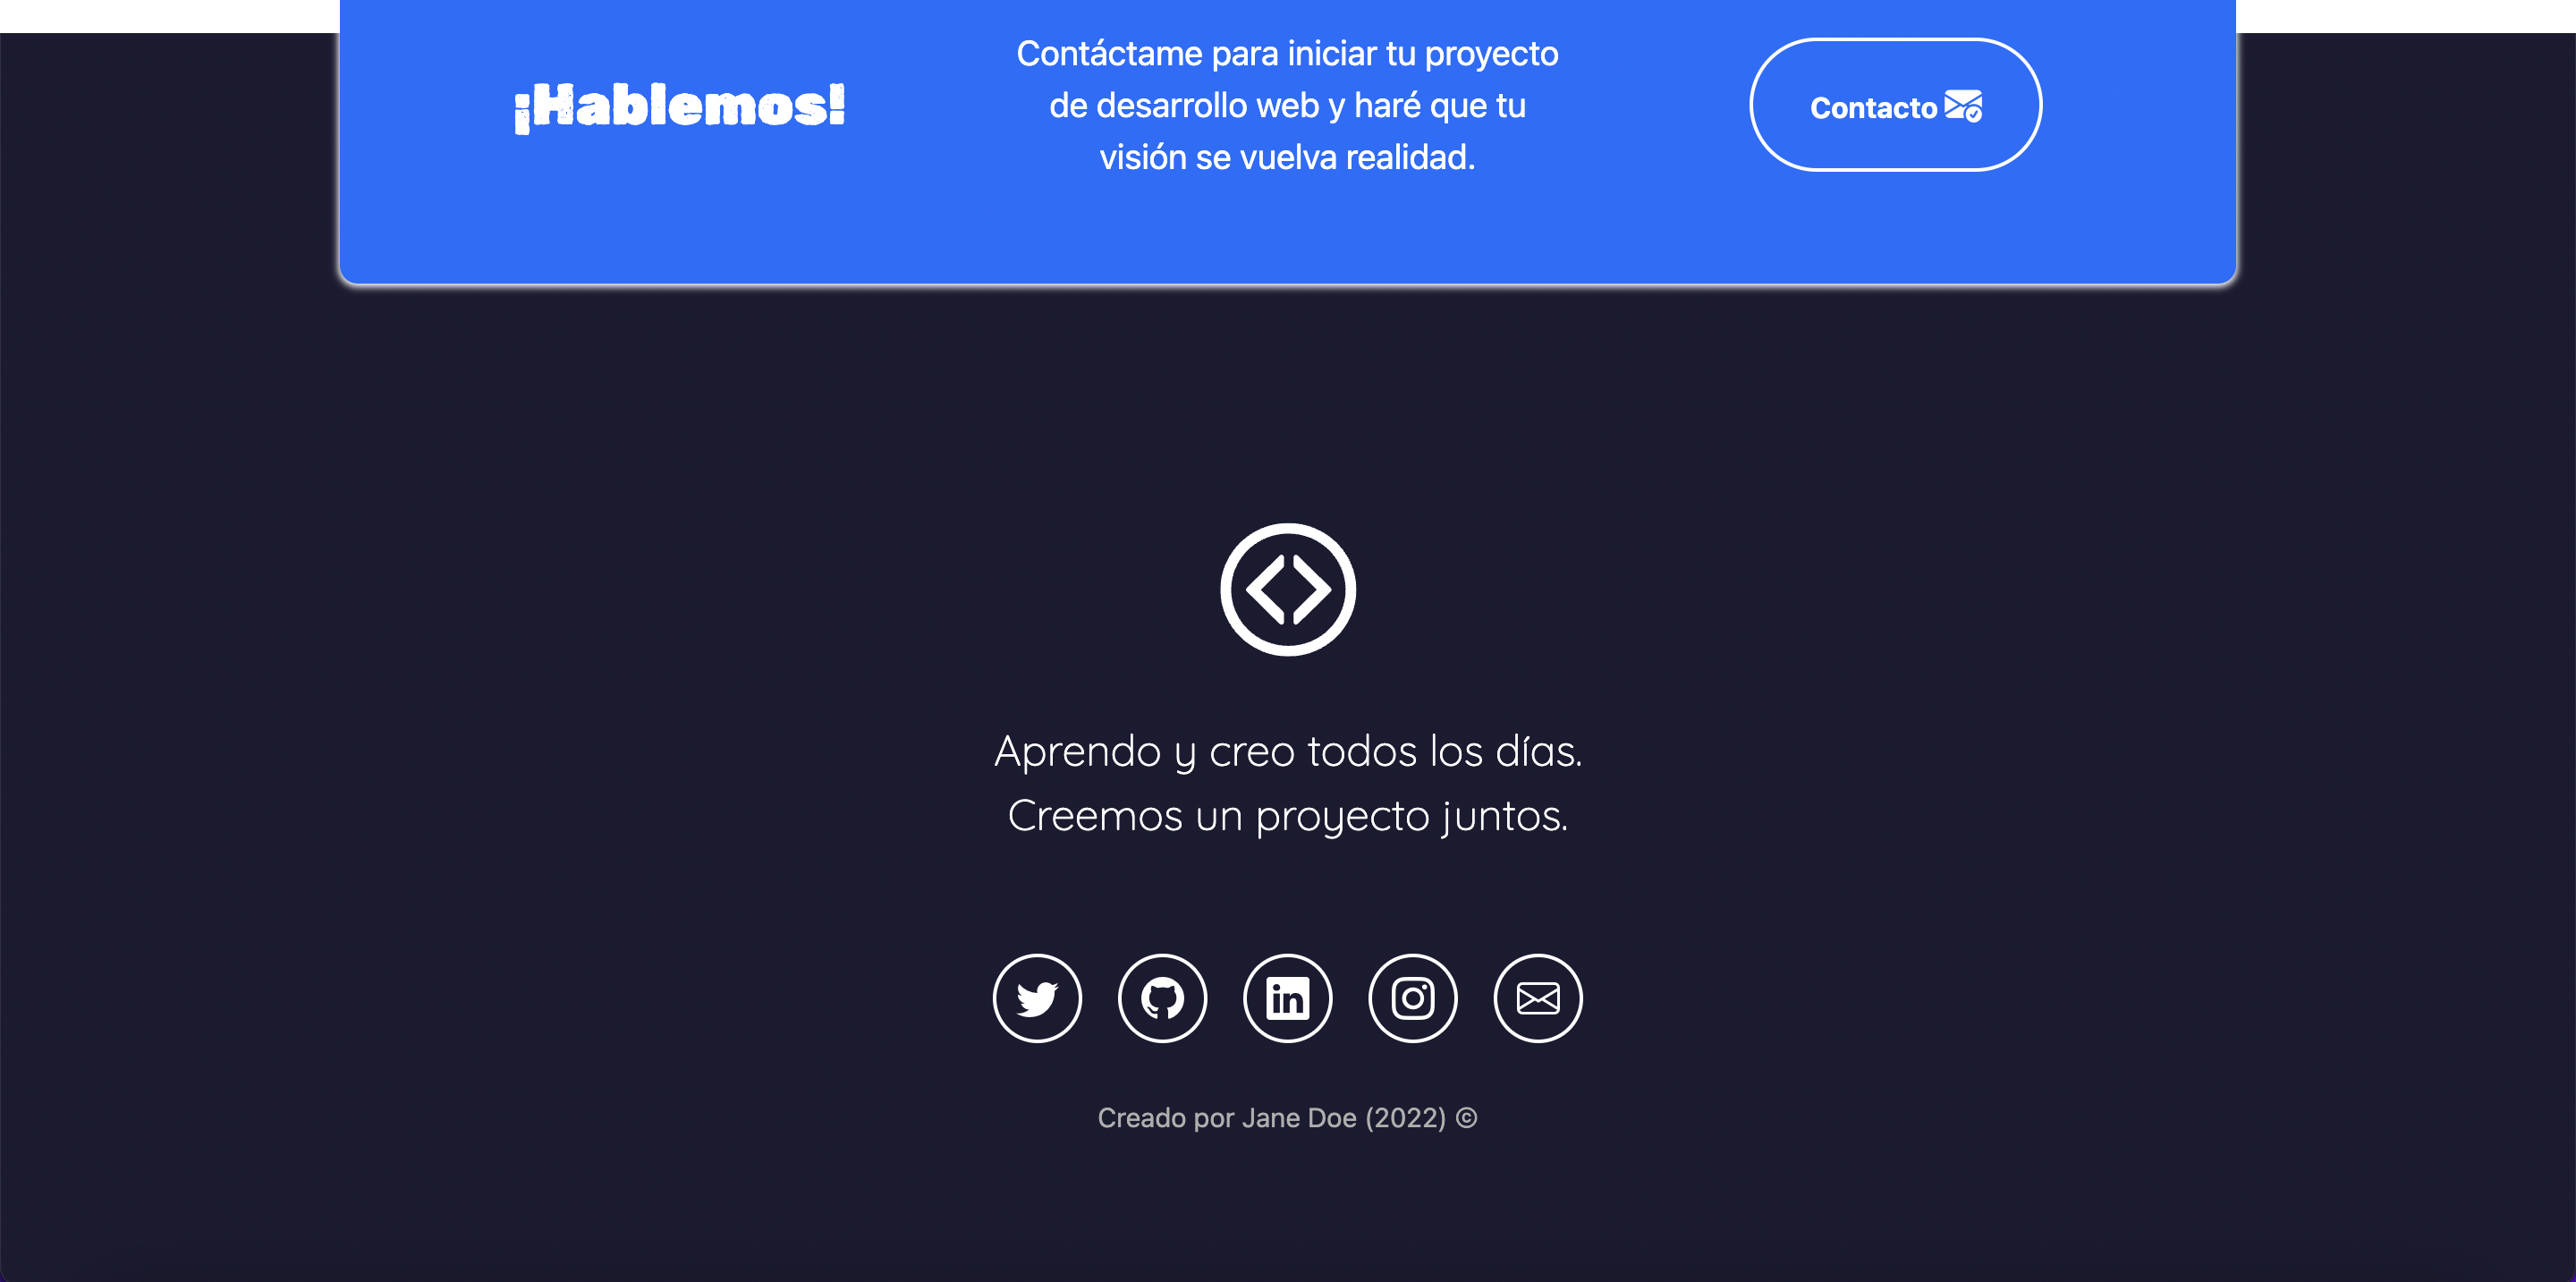 ¡Hablemos!
Contáctame para iniciar tu proyecto
de desarrollo web y haré que tu
visión se vuelva realidad.
Contacto
Aprendo y creo todos los días.
Creemos un proyecto juntos.
Creado por Jane Doe (2022) ©